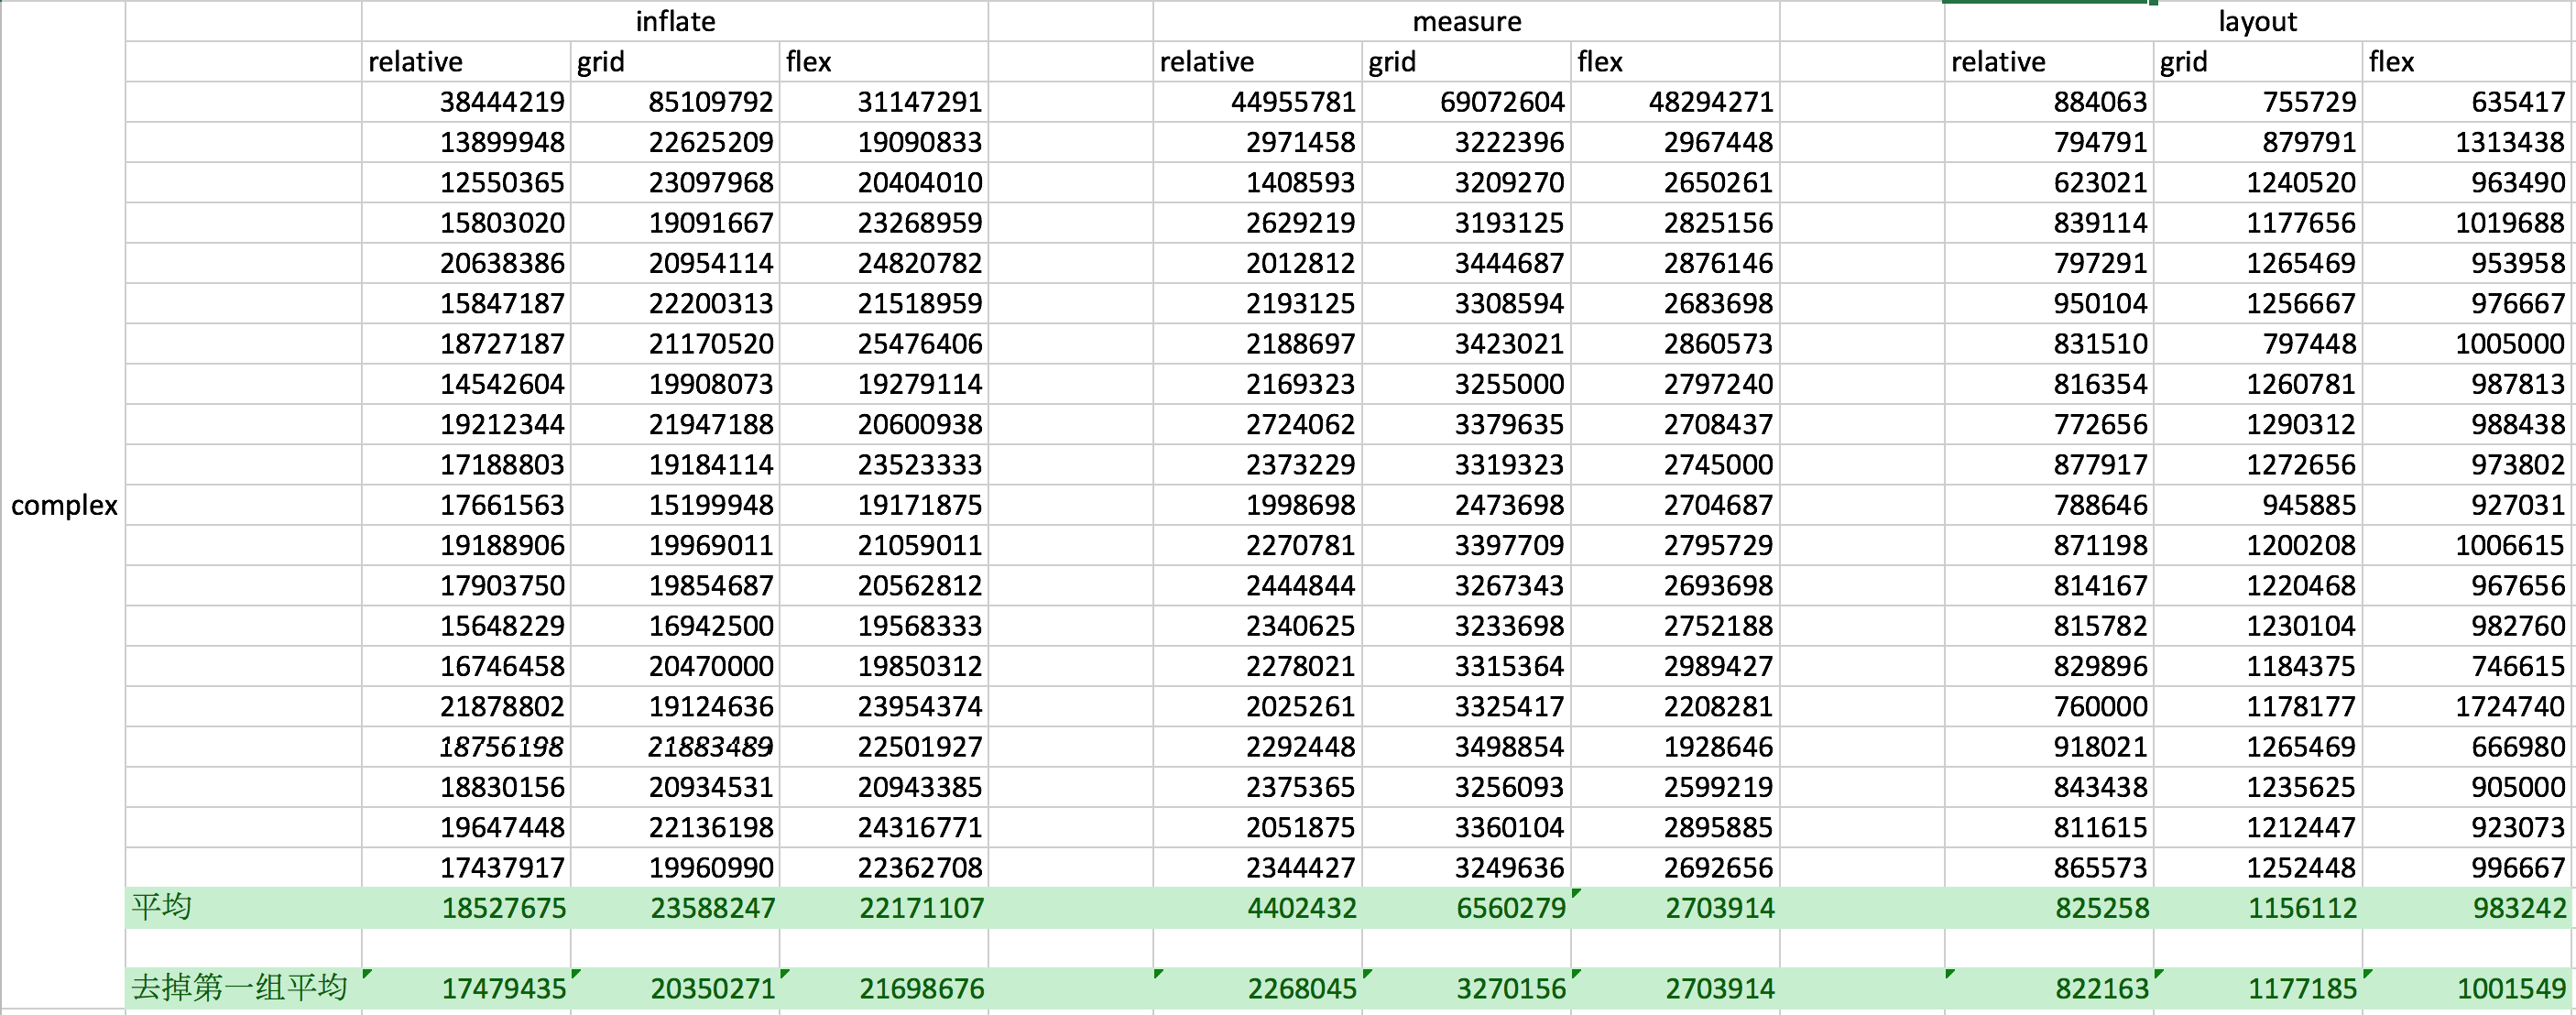 inflate measure layout
relative grid flex relative grid flex relative grid flex
38444219 85109792 31147291 44955781 69072604 48294271 884063 755729 635417
13899948 22625209 19090833 2971458 3222396 2967448 794791 879791 1313438
12550365 23097968 20404010 1408593 3209270 2650261 623021 1240520 963490
15803020 19091667 23268959 2629219 3193125 2825156 839114 1177656 1019688
20638386 20954114 24820782 2012812 3444687 2876146 797291 1265469 953958
15847187 22200313 21518959 2193125 3308594 2683698 950104 1256667 976667
18727187 21170520 25476406 2188697 3423021 2860573 831510 797448 1005000
14542604 19908073 19279114 2169323 3255000 2797240 816354 1260781 987813
19212344 21947188 20600938 2724062 3379635 2708437 772656 1290312 988438
17188803 19184114 23523333 2373229 3319323 2745000 877917 1272656 973802
complex 17661563 15199948 19171875 1998698 2473698 2704687 788646 945885 927031
19188906 19969011 21059011 2270781 3397709 2795729 871198 1200208 1006615
17903750 19854687 20562812 2444844 3267343 2693698 814167 1220468 967656
15648229 16942500 19568333 2340625 3233698 2752188 815782 1230104 982760
16746458 20470000 19850312 2278021 3315364 2989427 829896 1184375 746615
21878802 19124636 23954374 2025261 3325417 2208281 760000 1178177 1724740
18756198 21883489 22501927 2292448 3498854 1928646 918021 1265469 666980
18830156 20934531 20943385 2375365 3256093 2599219 843438 1235625 905000
19647448 22136198 24316771 2051875 3360104 2895885 811615 1212447 923073
17437917 19960990 22362708 2344427 3249636 2692656 865573 1252448 996667
平均 18527675 23588247 22171107 4402432 6560279 2703914 825258 1156112 983242
去掉第一组平均 17479435 20350271 21698676 2268045 3270156 2703914 822163 1177185 1001549